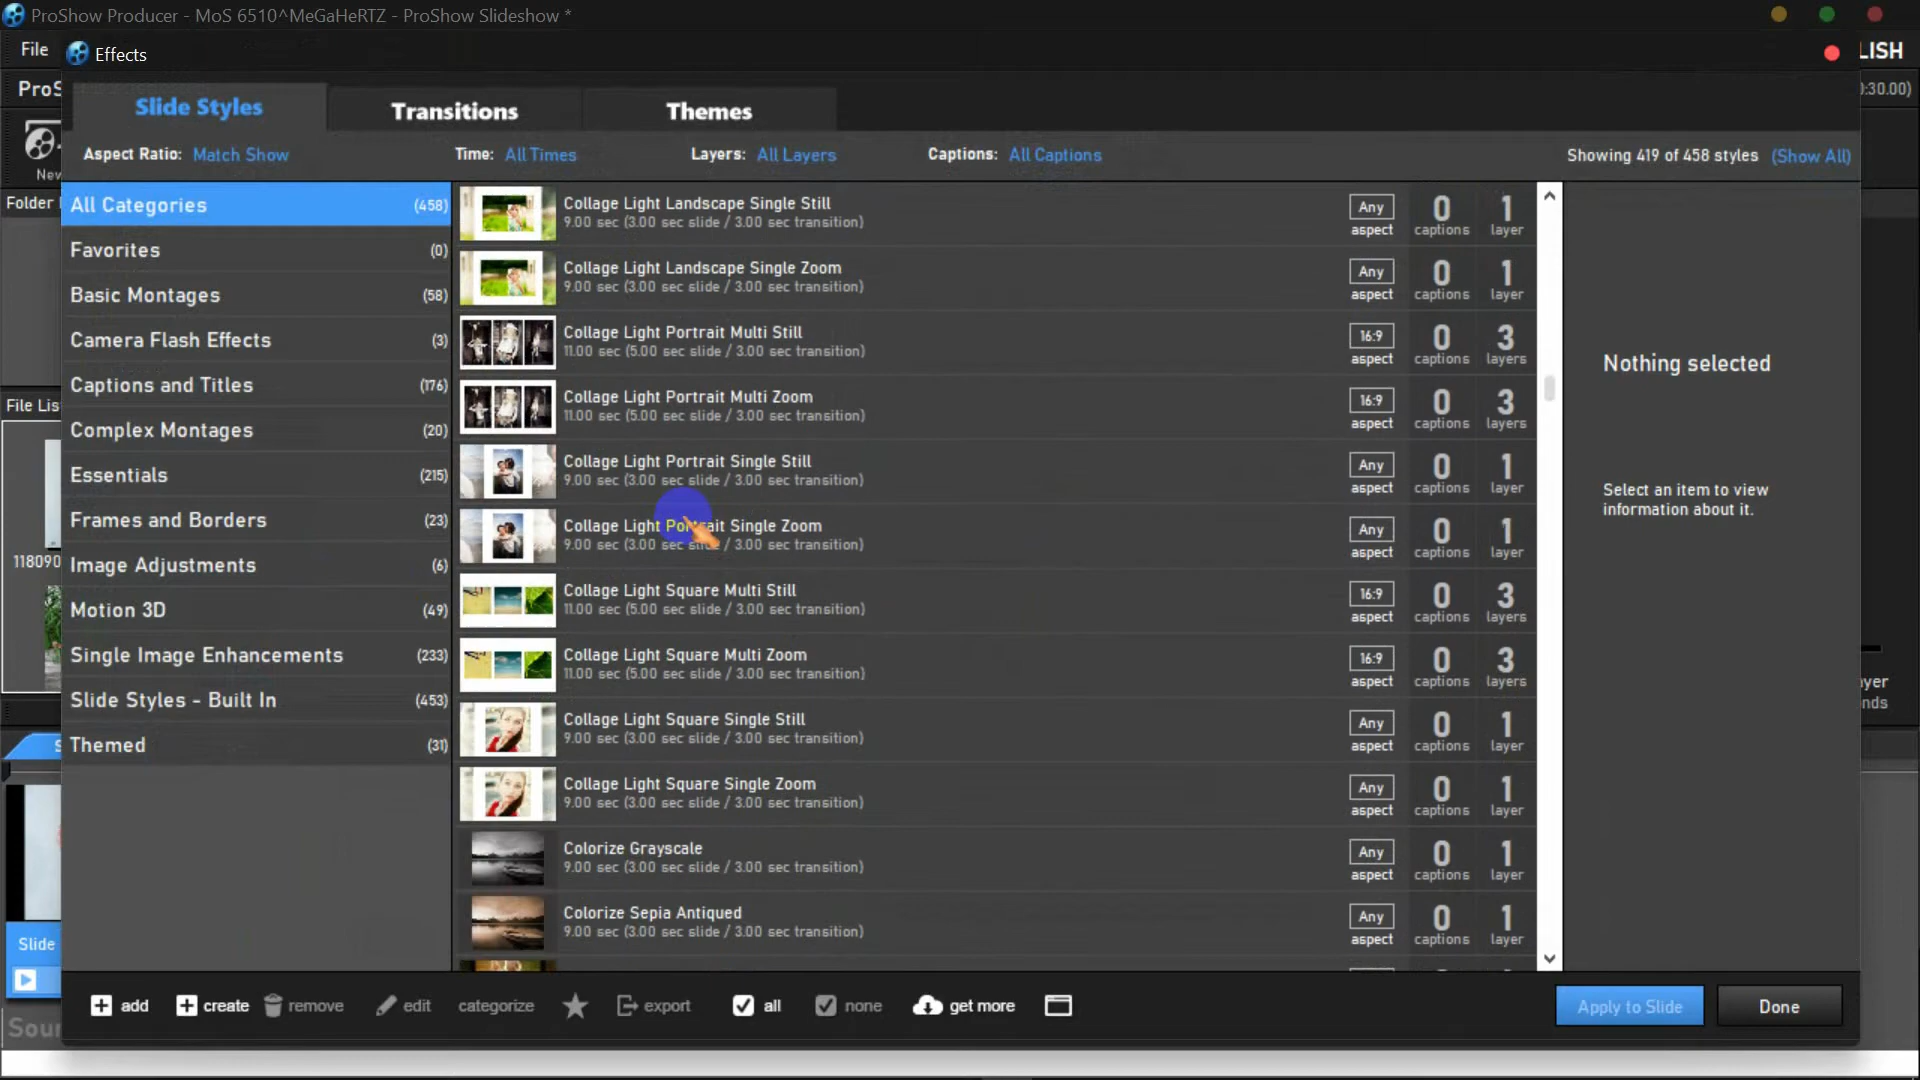 ProShow Producer - MoS 6510^MeGaHeRTZ - ProShow Slideshow *
File
Effects
LISH
Slide Styles
Transitions
Themes
Aspect Ratio: Match Show
Time: All Times
Layers: All Layers
Captions: All Captions
Showing 419 of 458 styles (Show All)
Folder
All Categories (458)
Favorites (0)
Basic Montages (58)
Camera Flash Effects (3)
Captions and Titles (176)
Complex Montages (20)
Essentials (215)
Frames and Borders (23)
Image Adjustments (6)
Motion 3D (49)
Single Image Enhancements (233)
Slide Styles - Built In (453)
Themed (31)
File Lis
118090
Slide
Collage Light Landscape Single Still
9.00 sec (3.00 sec slide / 3.00 sec transition)
Any aspect 0 captions 1 layer
Collage Light Landscape Single Zoom
9.00 sec (3.00 sec slide / 3.00 sec transition)
Any aspect 0 captions 1 layer
Collage Light Portrait Multi Still
11.00 sec (5.00 sec slide / 3.00 sec transition)
16:9 aspect 0 captions 3 layers
Collage Light Portrait Multi Zoom
11.00 sec (5.00 sec slide / 3.00 sec transition)
16:9 aspect 0 captions 3 layers
Collage Light Portrait Single Still
9.00 sec (3.00 sec slide / 3.00 sec transition)
Any aspect 0 captions 1 layer
Collage Light Portrait Single Zoom
9.00 sec (3.00 sec slide / 3.00 sec transition)
Any aspect 0 captions 1 layer
Collage Light Square Multi Still
11.00 sec (5.00 sec slide / 3.00 sec transition)
16:9 aspect 0 captions 3 layers
Collage Light Square Multi Zoom
11.00 sec (5.00 sec slide / 3.00 sec transition)
16:9 aspect 0 captions 3 layers
Collage Light Square Single Still
9.00 sec (3.00 sec slide / 3.00 sec transition)
Any aspect 0 captions 1 layer
Collage Light Square Single Zoom
9.00 sec (3.00 sec slide / 3.00 sec transition)
Any aspect 0 captions 1 layer
Colorize Grayscale
9.00 sec (3.00 sec slide / 3.00 sec transition)
Any aspect 0 captions 1 layer
Colorize Sepia Antiqued
9.00 sec (3.00 sec slide / 3.00 sec transition)
Any aspect 0 captions 1 layer
Nothing selected
Select an item to view
information about it.
add create remove edit categorize export all none get more
Apply to Slide
Done